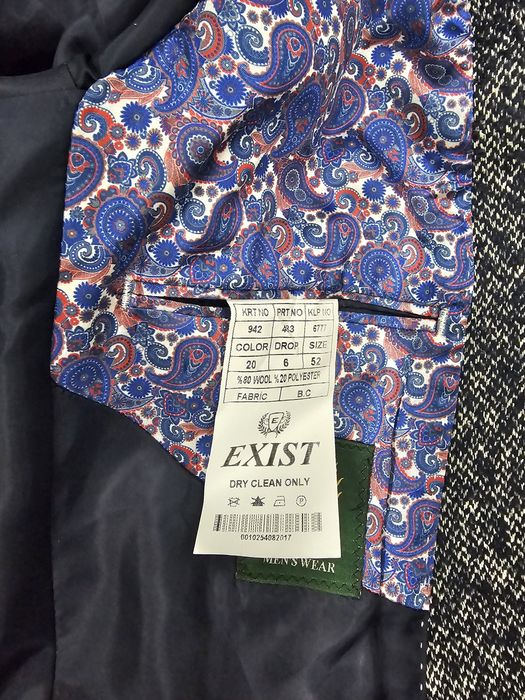 KRT NO PRT.NO KLP NO
942 483 6777
COLOR DROP SIZE
20 6 52
%80 WOOL %20 POLYESTER
FABRIC B.C
E
EXIST
DRY CLEAN ONLY
P
0010254082017
MEN'S WEAR